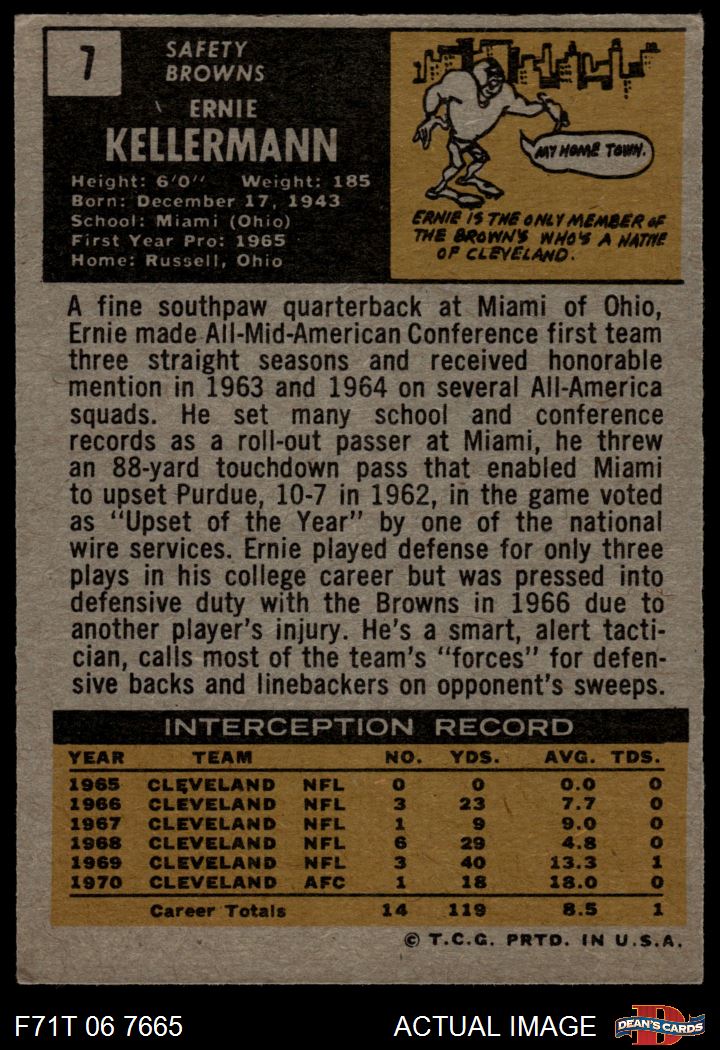 7
SAFETY
BROWNS
ERNIE
KELLERMANN
Height: 6'0" Weight: 185
Born: December 17, 1943
School: Miami (Ohio)
First Year Pro: 1965
Home: Russell, Ohio
MY HOME TOWN.
ERNIE IS THE ONLY MEMBER OF
THE BROWN'S WHO'S A NATIVE
OF CLEVELAND.
A fine southpaw quarterback at Miami of Ohio,
Ernie made All-Mid-American Conference first team
three straight seasons and received honorable
mention in 1963 and 1964 on several All-America
squads. He set many school and conference
records as a roll-out passer at Miami, he threw
an 88-yard touchdown pass that enabled Miami
to upset Purdue, 10-7 in 1962, in the game voted
as "Upset of the Year" by one of the national
wire services. Ernie played defense for only three
plays in his college career but was pressed into
defensive duty with the Browns in 1966 due to
another player's injury. He's a smart, alert tacti-
cian, calls most of the team's "forces" for defen-
sive backs and linebackers on opponent's sweeps.
INTERCEPTION RECORD
YEAR TEAM NO. YDS. AVG. TDS.
1965 CLEVELAND NFL 0 0 0.0 0
1966 CLEVELAND NFL 3 23 7.7 0
1967 CLEVELAND NFL 1 9 9.0 0
1968 CLEVELAND NFL 6 29 4.8 0
1969 CLEVELAND NFL 3 40 13.3 1
1970 CLEVELAND AFC 1 18 18.0 0
Career Totals 14 119 8.5 1
© T.C.G. PRTD. IN U.S.A.
F71T 06 7665 ACTUAL IMAGE DEAN'S CARDS